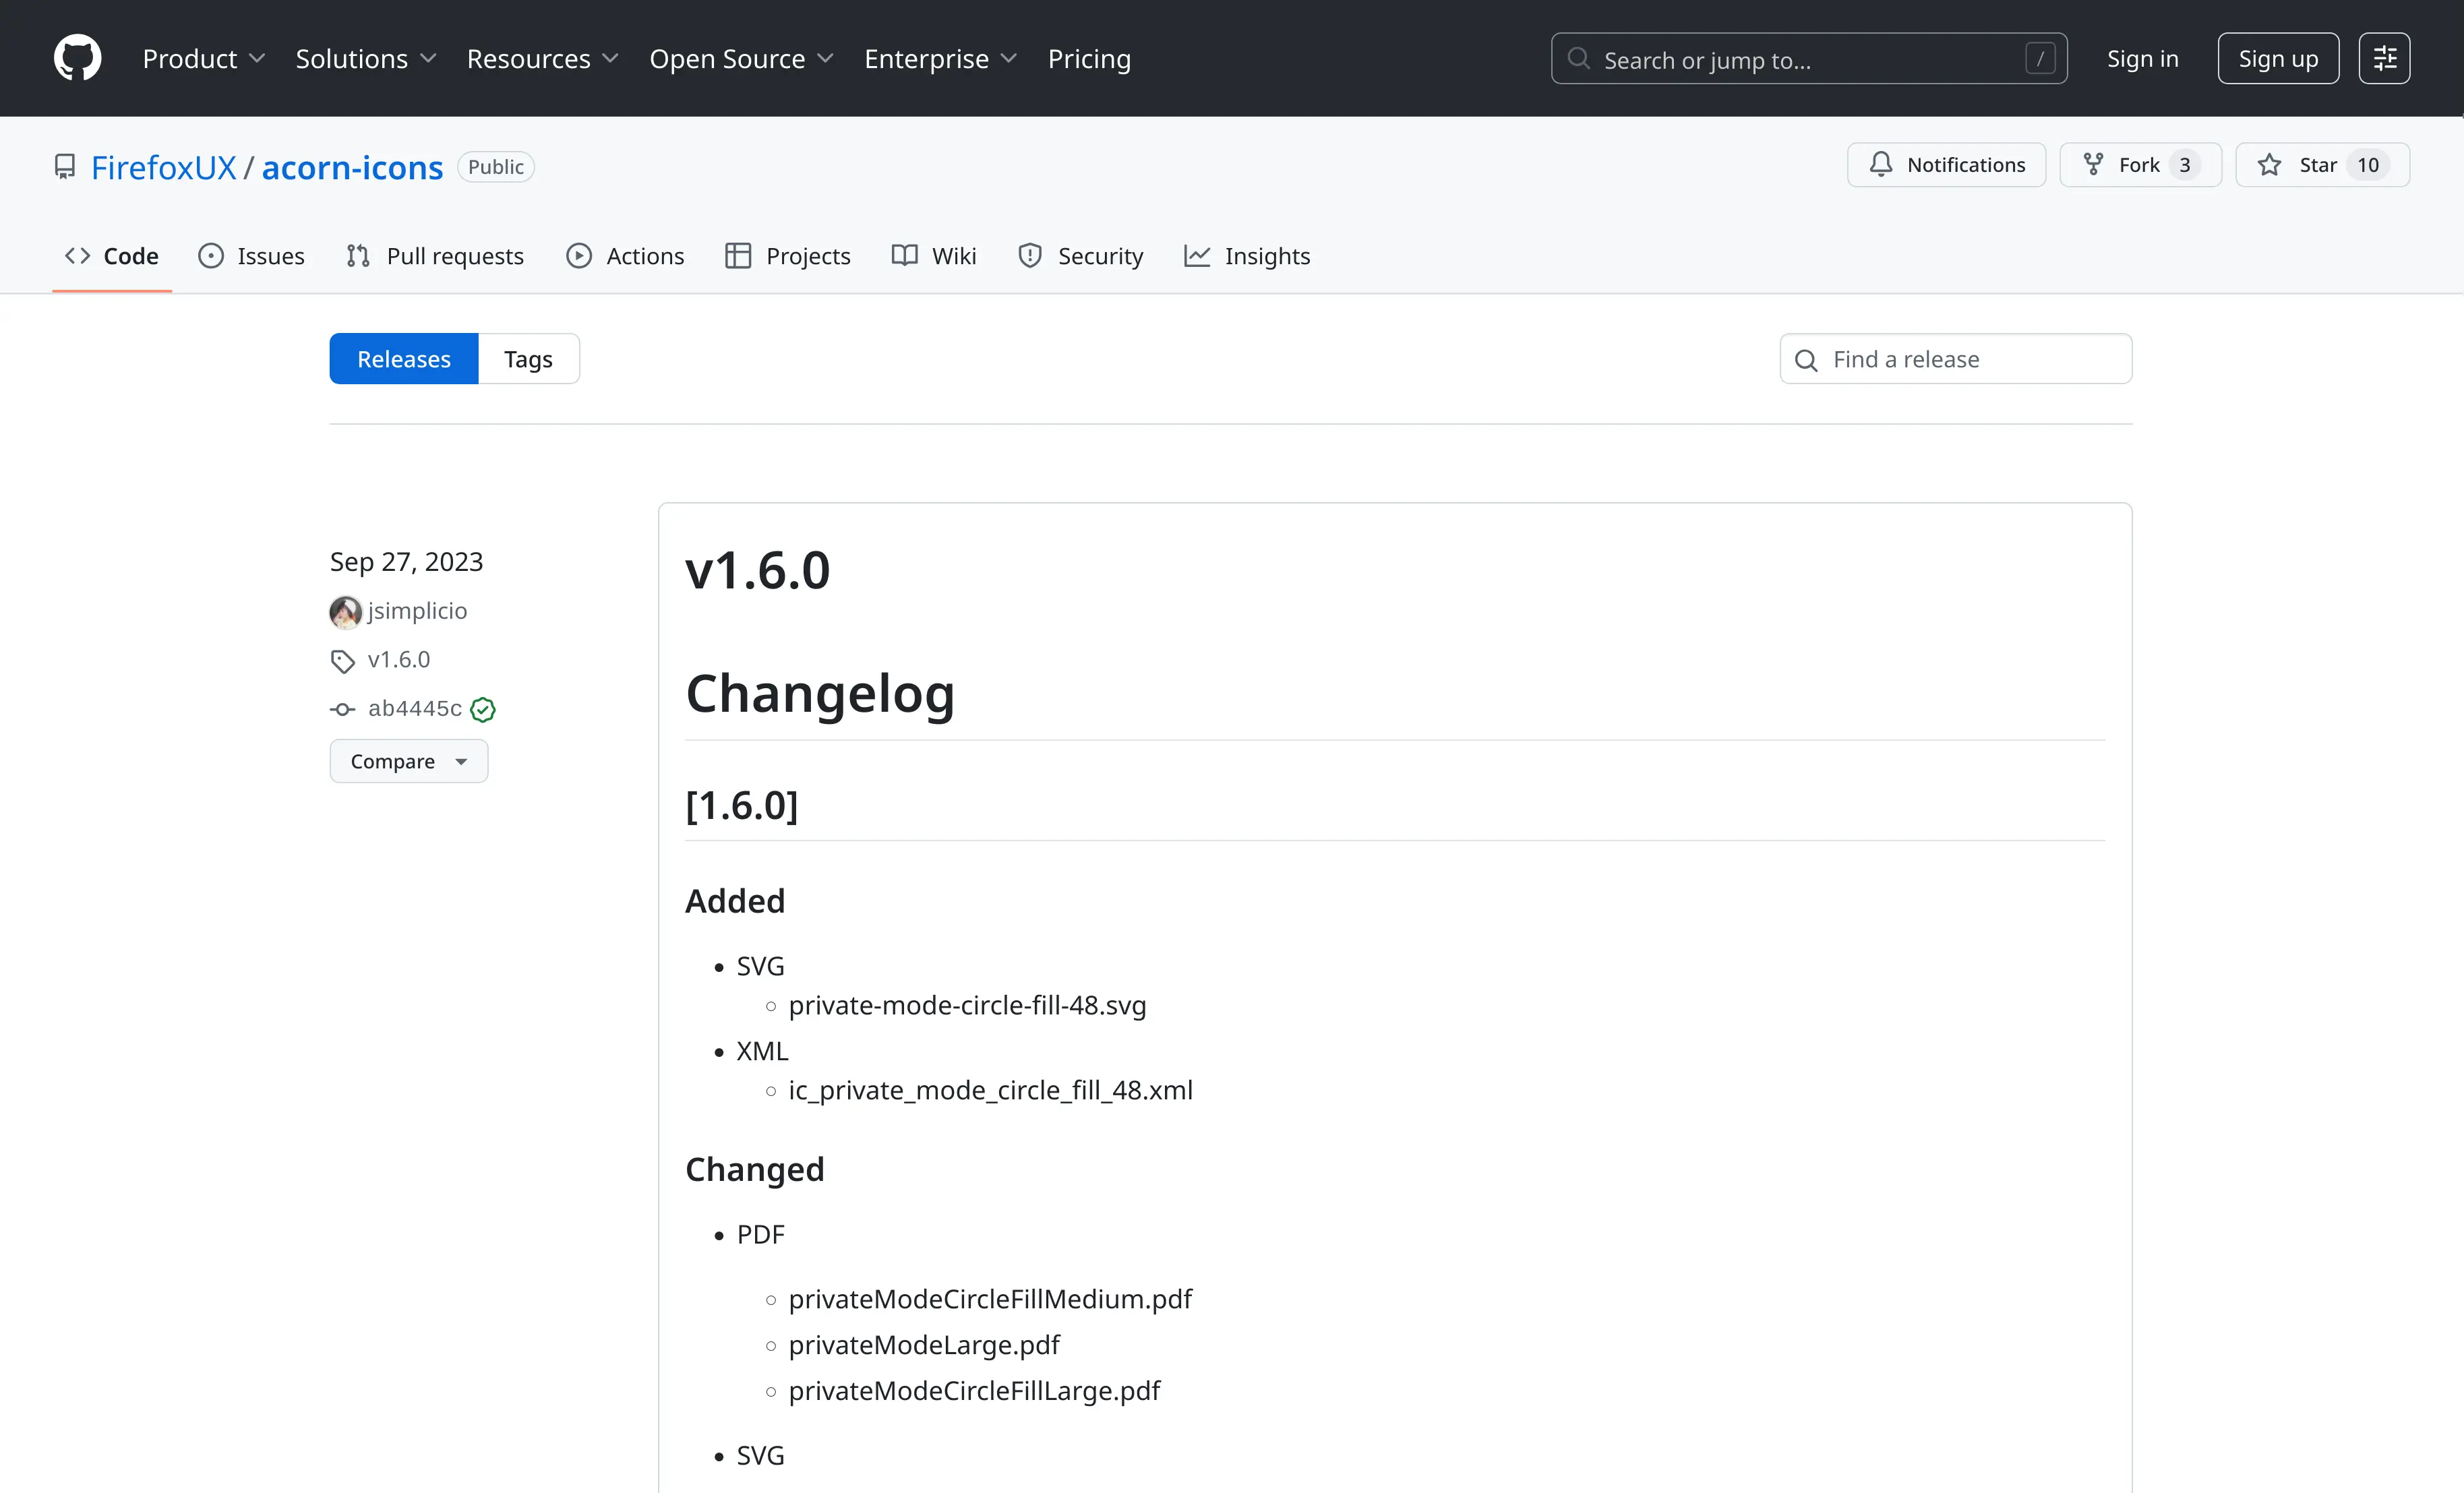 Product Solutions Resources Open Source Enterprise Pricing Search or jump to... / Sign in Sign up
FirefoxUX / acorn-icons Public Notifications Fork 3 Star 10
Code Issues Pull requests Actions Projects Wiki Security Insights
Releases Tags Find a release
Sep 27, 2023
jsimplicio
v1.6.0
ab4445c
Compare
v1.6.0
Changelog
[1.6.0]
Added
• SVG
◦ private-mode-circle-fill-48.svg
• XML
◦ ic_private_mode_circle_fill_48.xml
Changed
• PDF
◦ privateModeCircleFillMedium.pdf
◦ privateModeLarge.pdf
◦ privateModeCircleFillLarge.pdf
• SVG